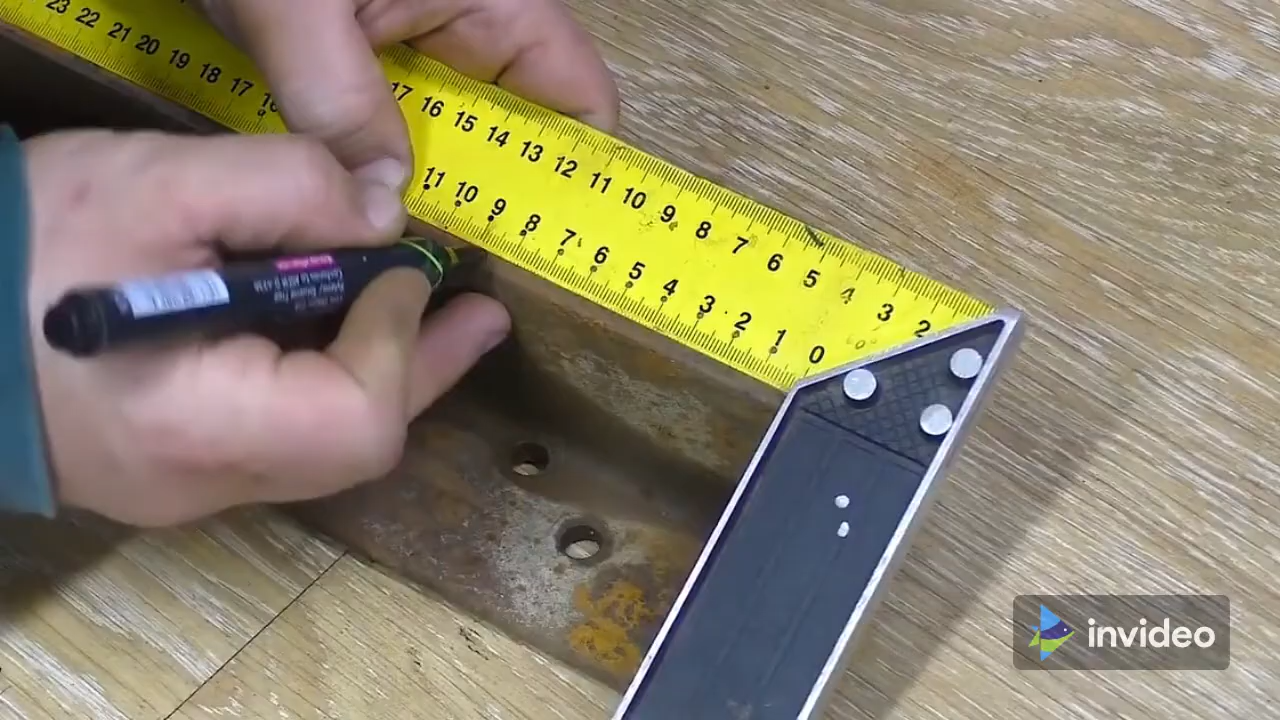 23 22 21 20 19 18 17 16
17 16 15 14 13 12 11 10 9 8 7 6 5 4 3 2
11 10 9 8 7 6 5 4 3 2 1 0
invideo